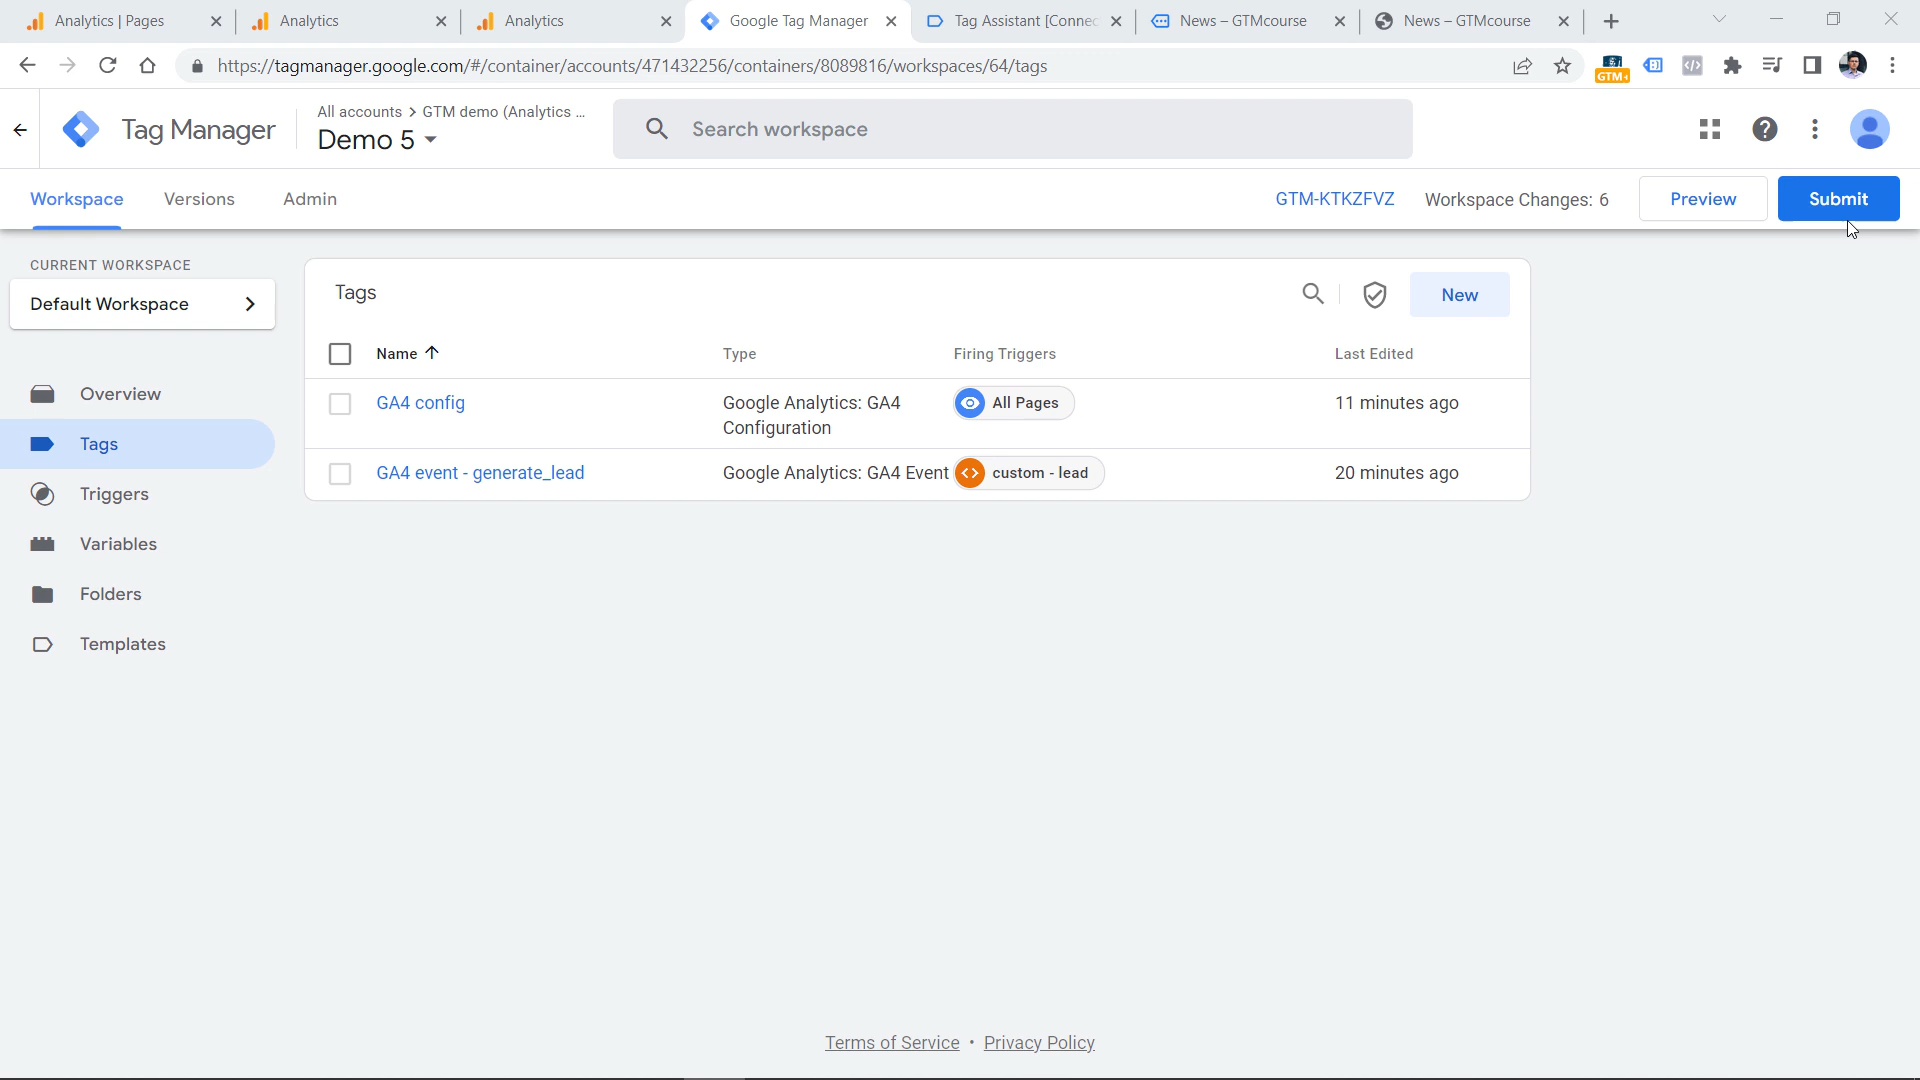 Analytics | Pages
Analytics
Analytics
Google Tag Manager
Tag Assistant [Connec
News – GTMcourse
News – GTMcourse
https://tagmanager.google.com/#/container/accounts/471432256/containers/8089816/workspaces/64/tags
GTM
Tag Manager
All accounts > GTM demo (Analytics ...
Demo 5
Search workspace
Workspace
Versions
Admin
GTM-KTKZFVZ
Workspace Changes: 6
Preview
Submit
CURRENT WORKSPACE
Default Workspace
Overview
Tags
Triggers
Variables
Folders
Templates
Tags
New
Name
Type
Firing Triggers
Last Edited
GA4 config
Google Analytics: GA4
Configuration
All Pages
11 minutes ago
GA4 event - generate_lead
Google Analytics: GA4 Event
custom - lead
20 minutes ago
Terms of Service • Privacy Policy